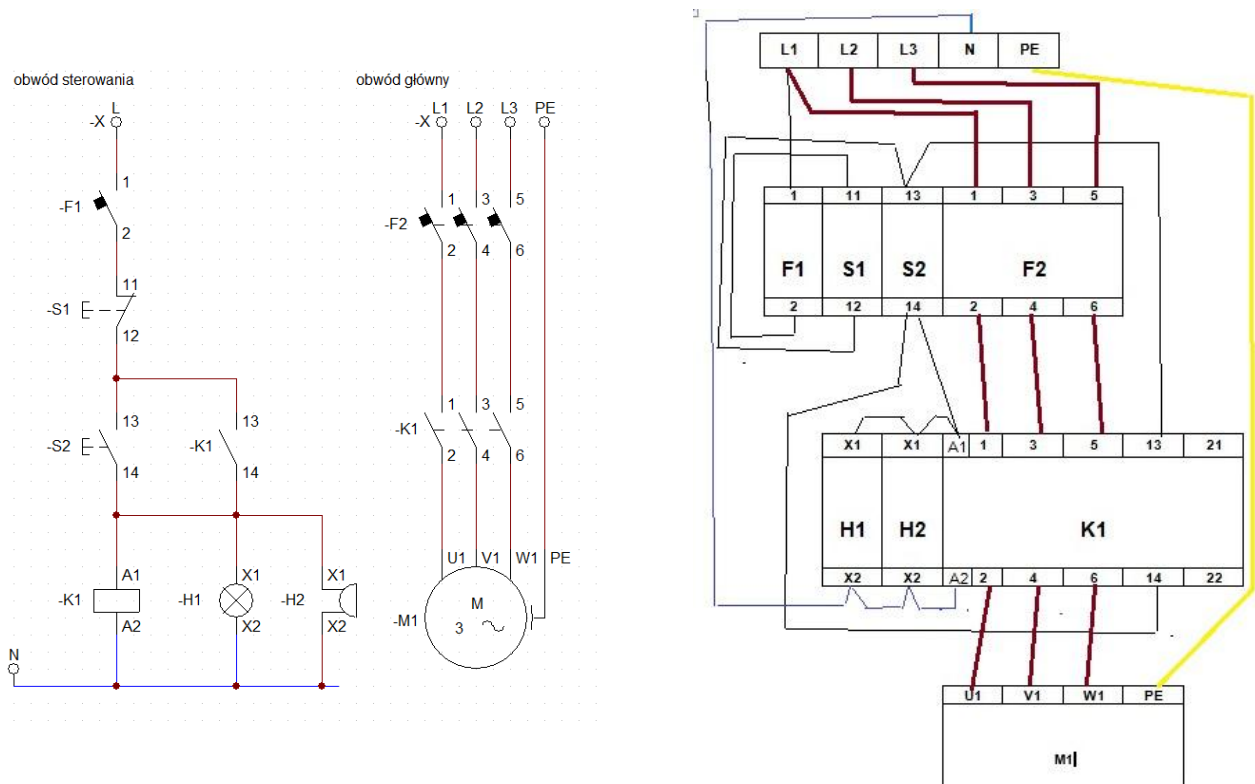 obwód sterowania
obwód główny
L
-X
L1 L2 L3 PE
-X
1
-F1
2
1 3 5
-F2
2 4 6
11
-S1
12
13 13
-S2 -K1
14 14
1 3 5
-K1
2 4 6
A1 X1 X1
-K1 -H1 -H2
A2 X2 X2
N
U1 V1 W1 PE
M
-M1
3
L1 L2 L3 N PE
1 11 13 1 3 5
F1 S1 S2 F2
2 12 14 2 4 6
X1 X1 A1 1 3 5 13 21
H1 H2 K1
X2 X2 A2 2 4 6 14 22
U1 V1 W1 PE
M1